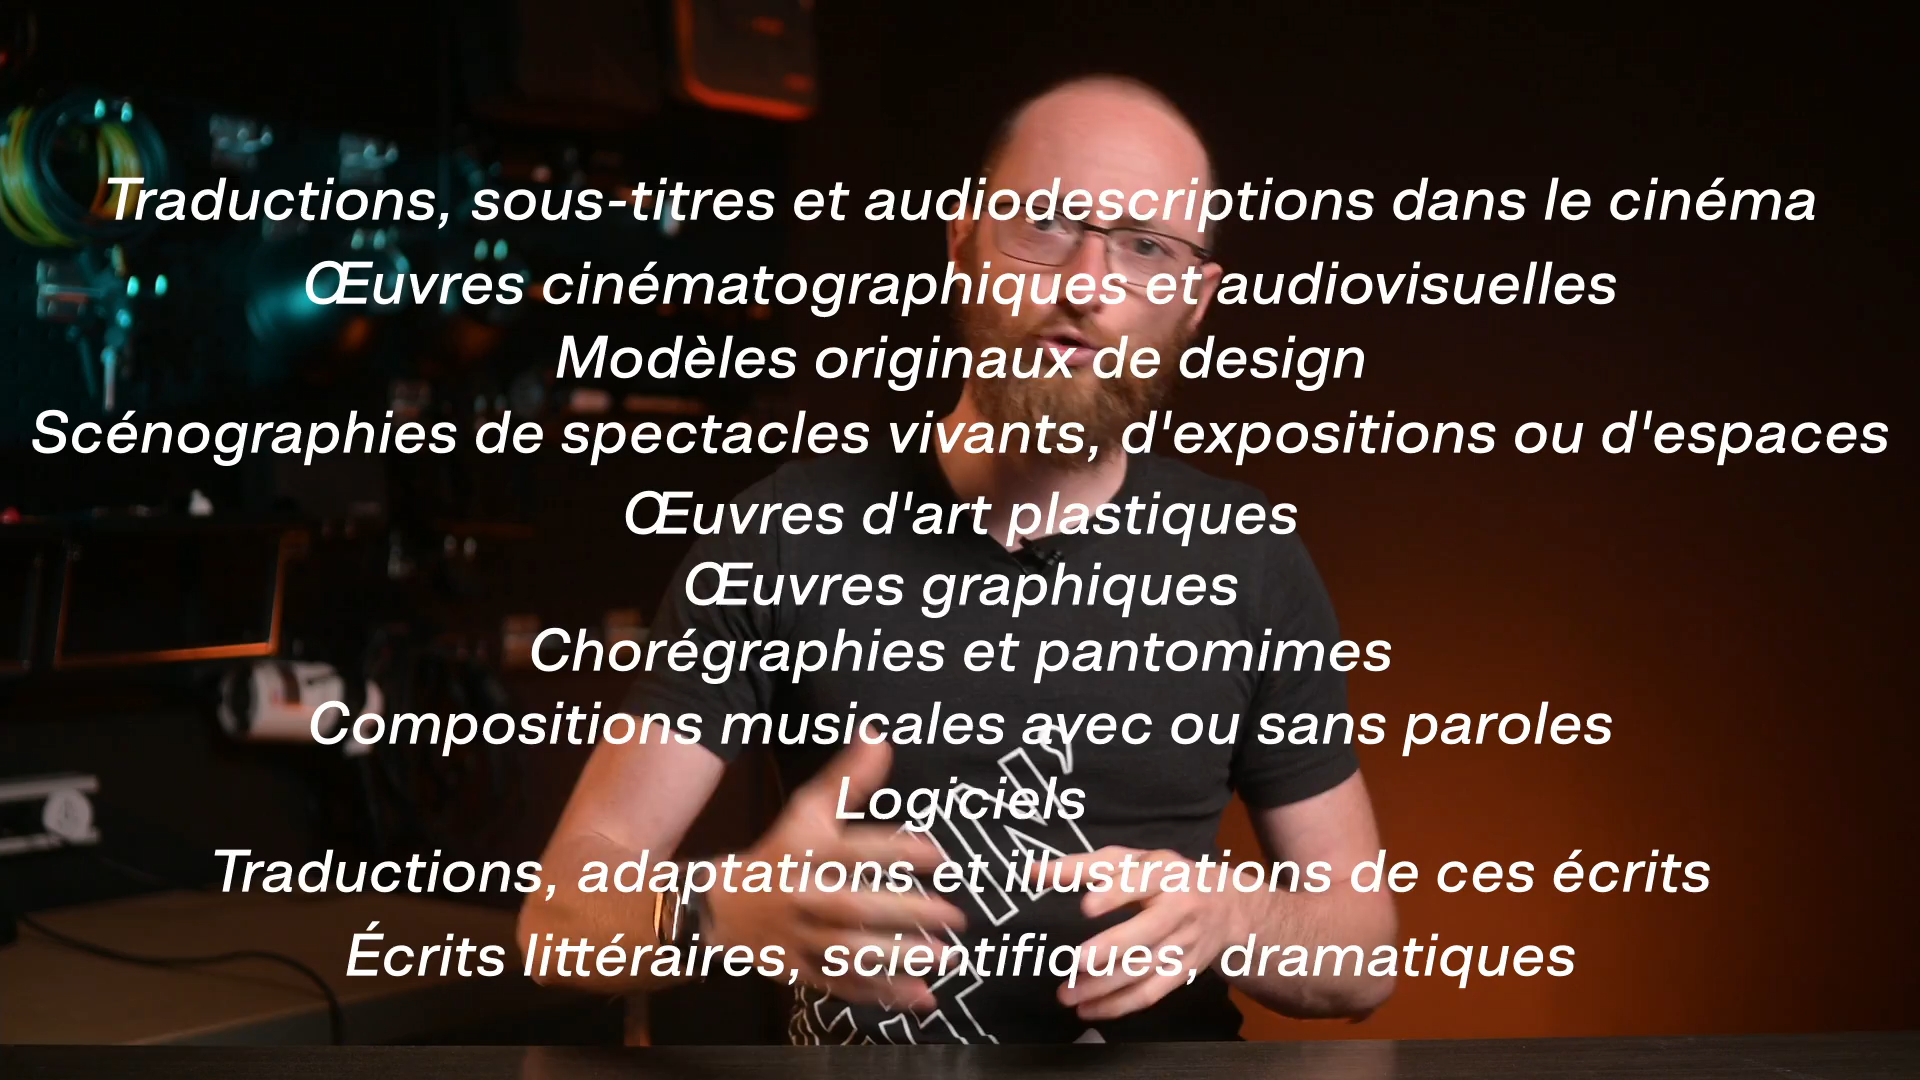 Traductions, sous-titres et audiodescriptions dans le cinéma
Œuvres cinématographiques et audiovisuelles
Modèles originaux de design
Scénographies de spectacles vivants, d'expositions ou d'espaces
Œuvres d'art plastiques
Œuvres graphiques
Chorégraphies et pantomimes
Compositions musicales avec ou sans paroles
Logiciels
Traductions, adaptations et illustrations de ces écrits
Écrits littéraires, scientifiques, dramatiques